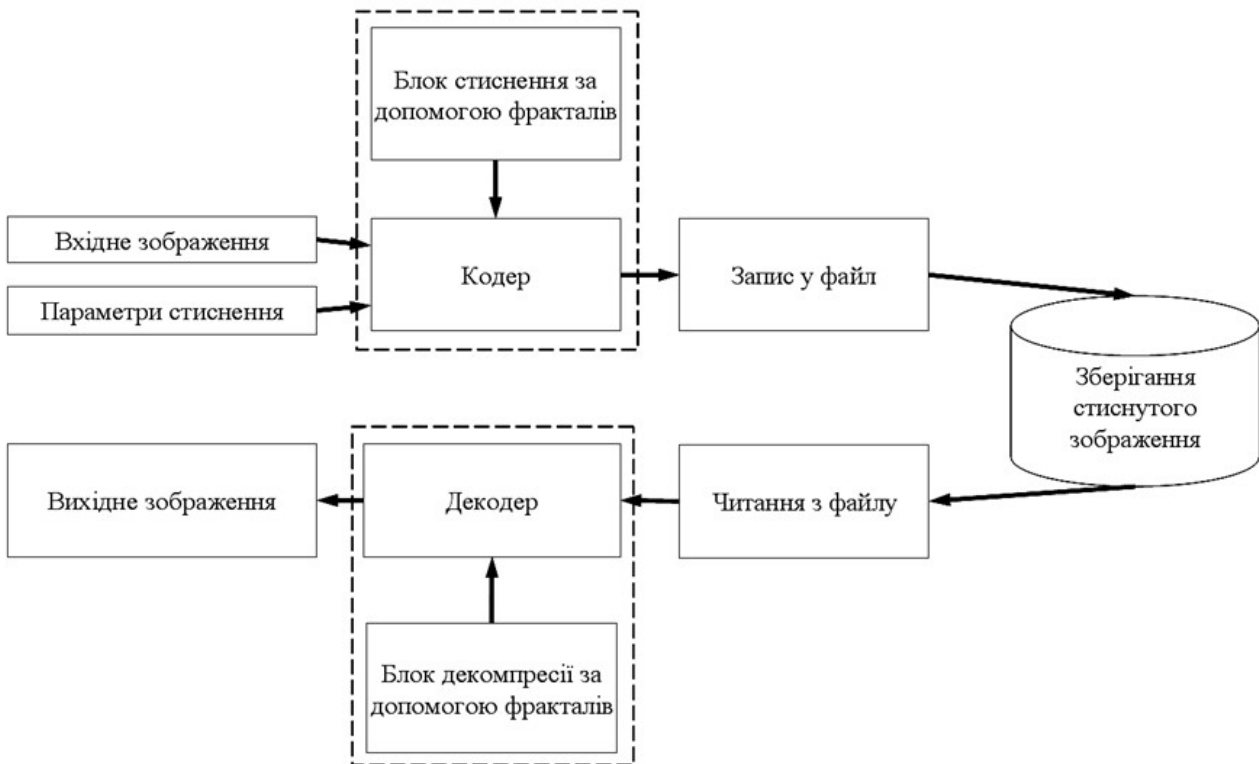 Блок стиснення за
допомогою фракталів
Вхідне зображення
Параметри стиснення
Кодер
Запис у файл
Зберігання
стиснутого
зображення
Вихідне зображення
Декодер
Читання з файлу
Блок декомпресії за
допомогою фракталів